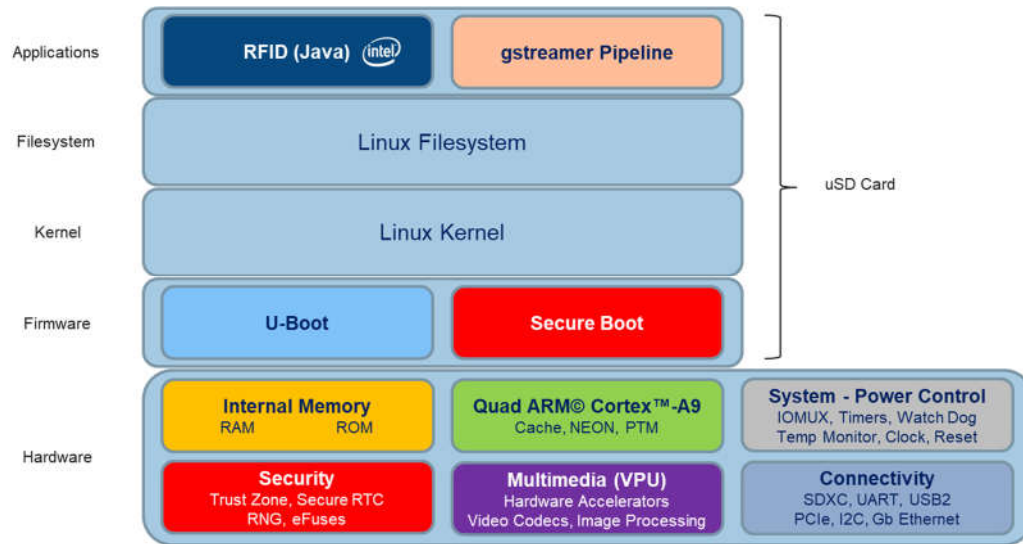 Applications
RFID (Java) intel
gstreamer Pipeline
Filesystem
Linux Filesystem
uSD Card
Kernel
Linux Kernel
Firmware
U-Boot
Secure Boot
Hardware
Internal Memory
RAM ROM
Quad ARM© Cortex™-A9
Cache, NEON, PTM
System - Power Control
IOMUX, Timers, Watch Dog
Temp Monitor, Clock, Reset
Security
Trust Zone, Secure RTC
RNG, eFuses
Multimedia (VPU)
Hardware Accelerators
Video Codecs, Image Processing
Connectivity
SDXC, UART, USB2
PCIe, I2C, Gb Ethernet